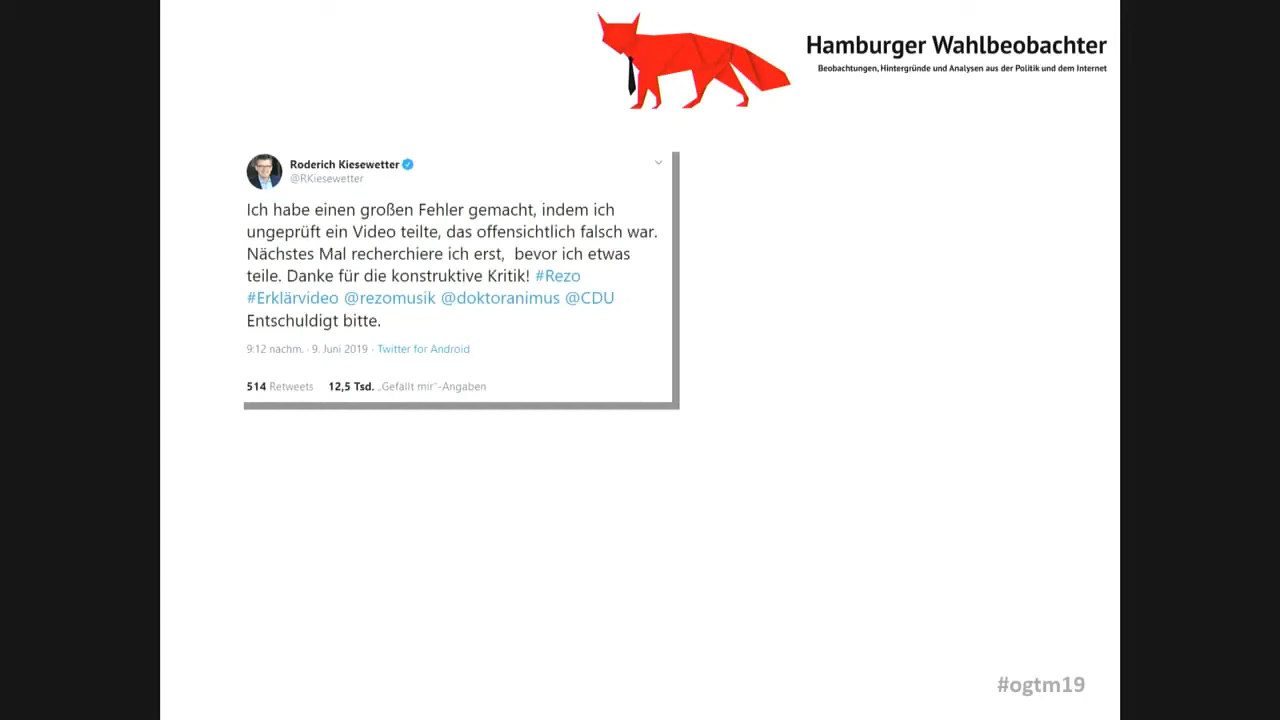 Hamburger Wahlbeobachter
Beobachtungen, Hintergründe und Analysen aus der Politik und dem Internet
Roderich Kiesewetter
@RKiesewetter
Ich habe einen großen Fehler gemacht, indem ich
ungeprüft ein Video teilte, das offensichtlich falsch war.
Nächstes Mal recherchiere ich erst, bevor ich etwas
teile. Danke für die konstruktive Kritik! #Rezo
#Erklärvideo @rezomusik @doktoranimus @CDU
Entschuldigt bitte.
9:12 nachm. · 9. Juni 2019 · Twitter for Android
514 Retweets 12,5 Tsd. „Gefällt mir“-Angaben
#ogtm19